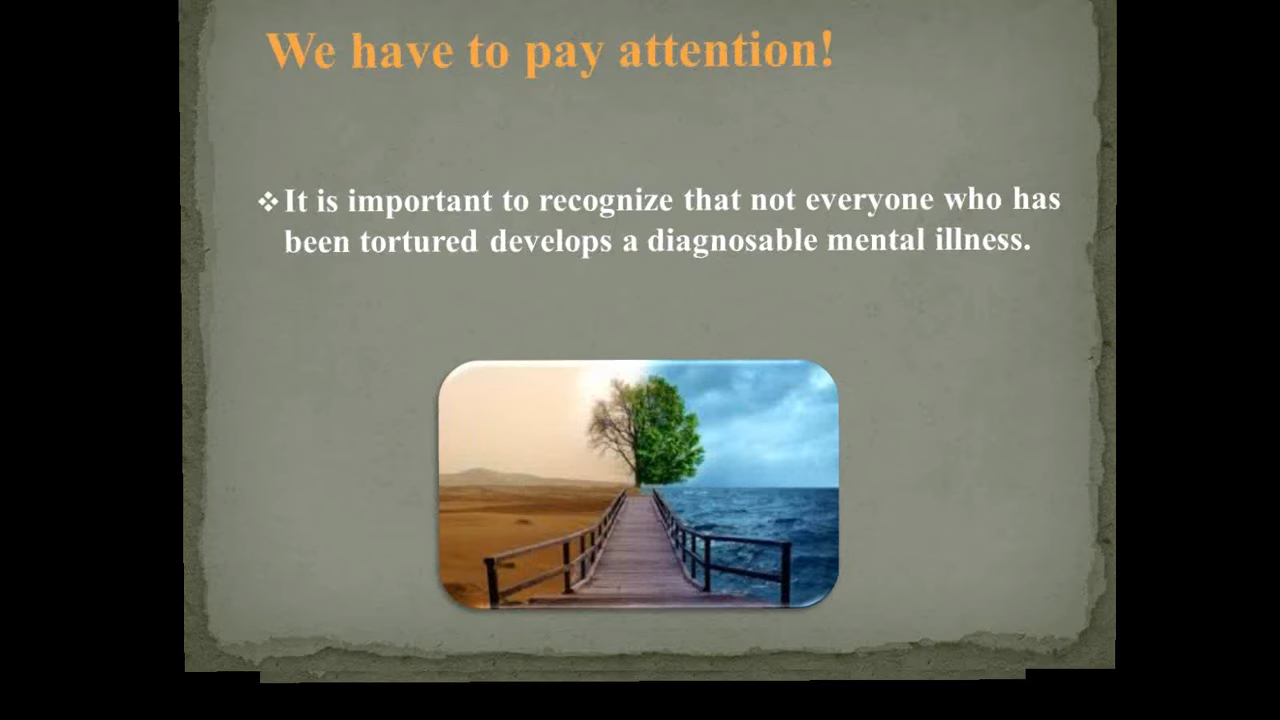 We have to pay attention!
❖ It is important to recognize that not everyone who has
been tortured develops a diagnosable mental illness.